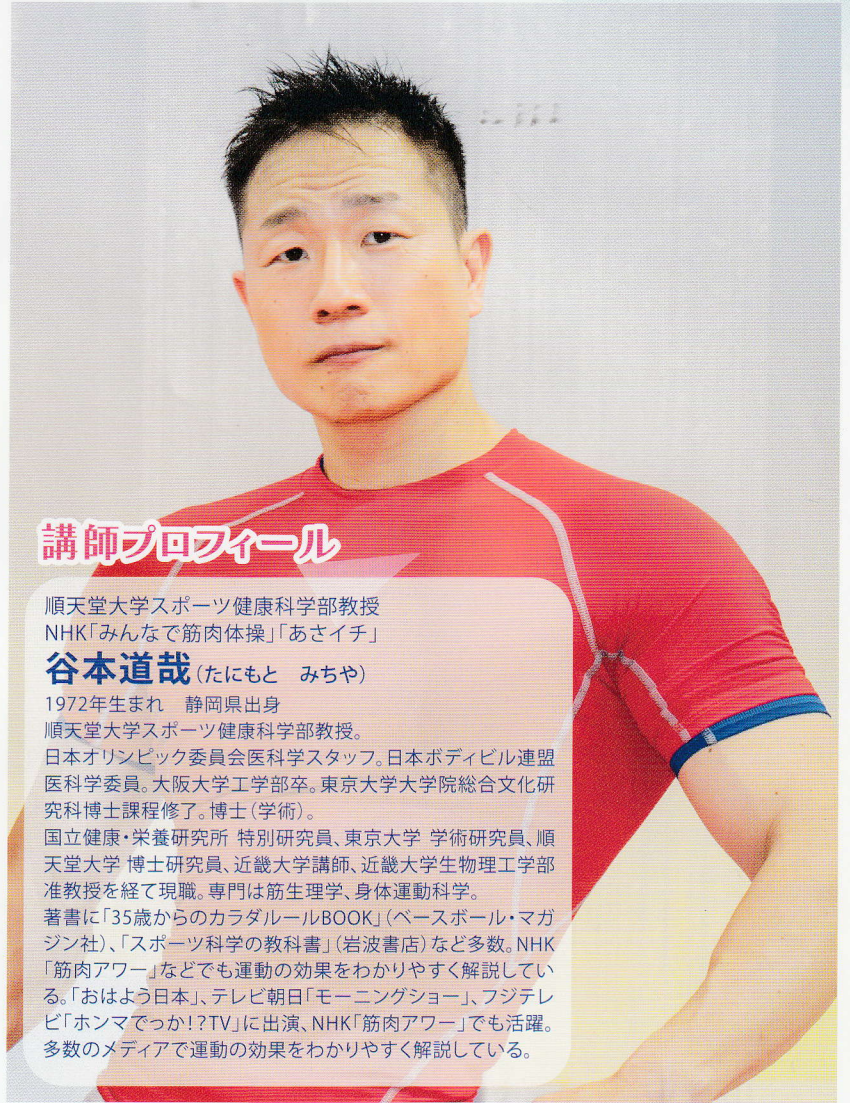 講師プロフィール
順天堂大学スポーツ健康科学部教授
NHK「みんなで筋肉体操」「あさイチ」
谷本道哉（たにもと　みちや）
1972年生まれ　静岡県出身
順天堂大学スポーツ健康科学部教授。
日本オリンピック委員会医科学スタッフ。日本ボディビル連盟
医科学委員。大阪大学工学部卒。東京大学大学院総合文化研
究科博士課程修了。博士（学術）。
国立健康・栄養研究所 特別研究員、東京大学 学術研究員、順
天堂大学 博士研究員、近畿大学講師、近畿大学生物理工学部
准教授を経て現職。専門は筋生理学、身体運動科学。
著書に「35歳からのカラダルールBOOK」（ベースボール・マガ
ジン社）、「スポーツ科学の教科書」（岩波書店）など多数。NHK
「筋肉アワー」などでも運動の効果をわかりやすく解説してい
る。「おはよう日本」、テレビ朝日「モーニングショー」、フジテレ
ビ「ホンマでっか！？TV」に出演、NHK「筋肉アワー」でも活躍。
多数のメディアで運動の効果をわかりやすく解説している。